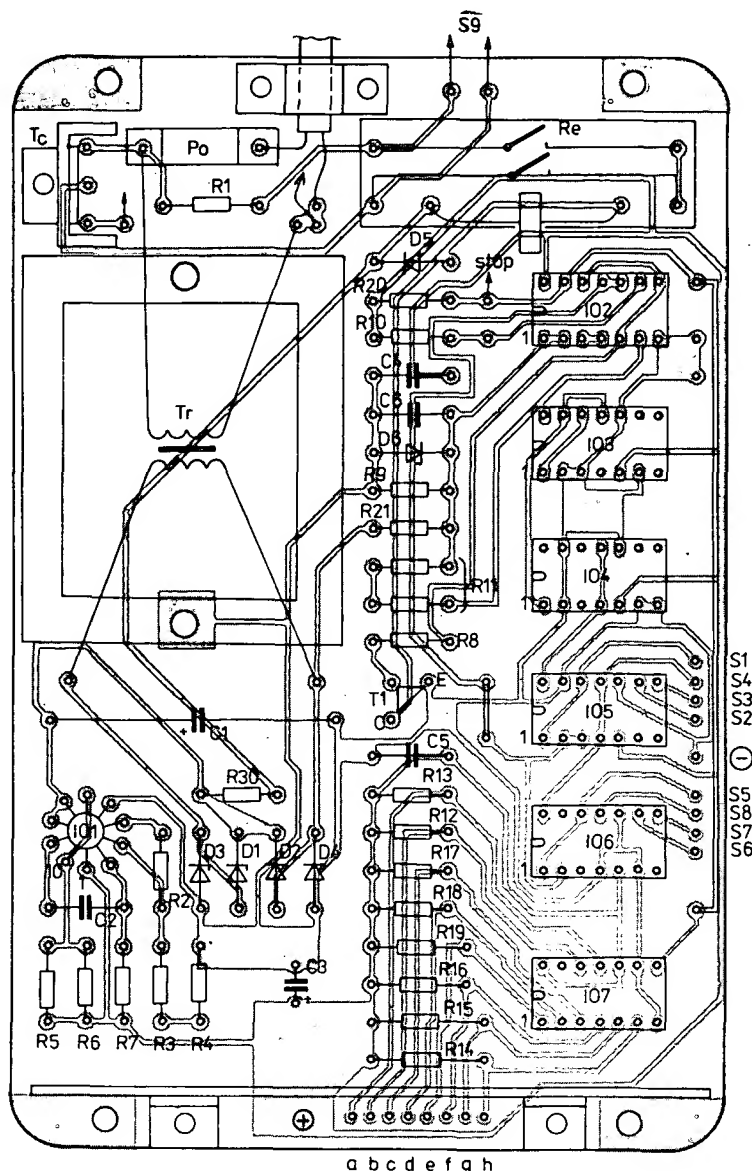 S9
Tc
Po
Re
R1
D5
stop
R20
R10
IO2
1
C4
Tr
D6
IO3
1
R9
R21
IO4
R11
1
R8
S1
S4
T1
E
S3
IO5
S2
C
C1
+
1
C5
R30
R13
S5
S8
IO1
R12
IO6
S7
D3
D1
D2
R17
S6
10
1
R2
R18
C2
R19
C3
R16
IO7
+
R15
1
R5
R6
R7
R3
R4
R14
a b c d e f g h